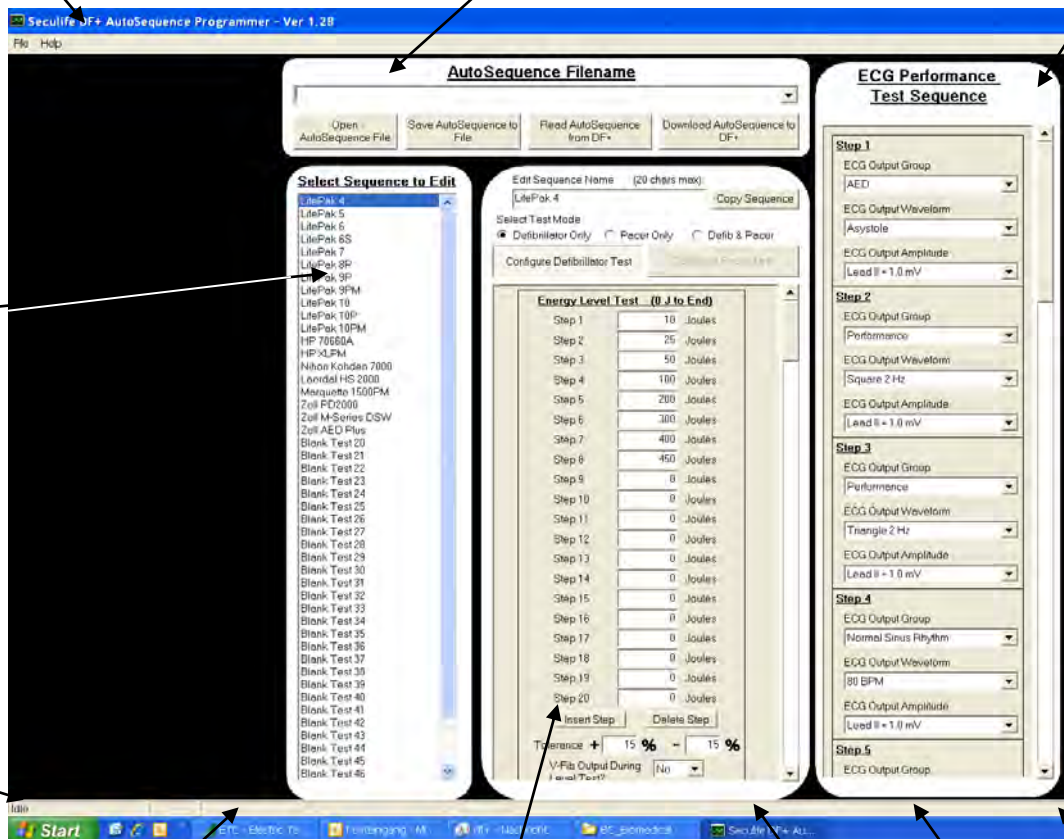 Seculife DF+ AutoSequence Programmer - Ver 1.28
File Help
AutoSequence Filename
Open AutoSequence File
Save AutoSequence to File
Read AutoSequence from DF+
Download AutoSequence to DF+
Select Sequence to Edit
LifePak 4
LifePak 5
LifePak 6
LifePak 6S
LifePak 7
LifePak 8P
LifePak 9P
LifePak 9PM
LifePak 10
LifePak 10P
LifePak 10PM
HP 78660A
HP XLPM
Nihon Kohden 7000
Laerdal HS 2000
Marquette 1500PM
Zoll PD2000
Zoll M-Series DSW
Zoll AED Plus
Blank Test 20
Blank Test 21
Blank Test 22
Blank Test 23
Blank Test 24
Blank Test 25
Blank Test 26
Blank Test 27
Blank Test 28
Blank Test 29
Blank Test 30
Blank Test 31
Blank Test 32
Blank Test 33
Blank Test 34
Blank Test 35
Blank Test 36
Blank Test 37
Blank Test 38
Blank Test 39
Blank Test 40
Blank Test 41
Blank Test 42
Blank Test 43
Blank Test 44
Blank Test 45
Blank Test 46
Edit Sequence Name (20 chars max)
LifePak 4
Copy Sequence
Select Test Mode
Defibrillator Only Pacer Only Defib & Pacer
Configure Defibrillator Test
Energy Level Test (0 J to End)
Step 1 10 Joules
Step 2 25 Joules
Step 3 50 Joules
Step 4 100 Joules
Step 5 200 Joules
Step 6 300 Joules
Step 7 400 Joules
Step 8 450 Joules
Step 9 0 Joules
Step 10 0 Joules
Step 11 0 Joules
Step 12 0 Joules
Step 13 0 Joules
Step 14 0 Joules
Step 15 0 Joules
Step 16 0 Joules
Step 17 0 Joules
Step 18 0 Joules
Step 19 0 Joules
Step 20 0 Joules
Insert Step Delete Step
Tolerance + 15 % - 15 %
V-Fib Output During No
Level Test?
ECG Performance
Test Sequence
Step 1
ECG Output Group
AED
ECG Output Waveform
Asystole
ECG Output Amplitude
Lead II = 1.0 mV
Step 2
ECG Output Group
Performance
ECG Output Waveform
Square 2 Hz
ECG Output Amplitude
Lead II = 1.0 mV
Step 3
ECG Output Group
Performance
ECG Output Waveform
Triangle 2 Hz
ECG Output Amplitude
Lead II = 1.0 mV
Step 4
ECG Output Group
Normal Sinus Rhythm
ECG Output Waveform
80 BPM
ECG Output Amplitude
Lead II = 1.0 mV
Step 5
ECG Output Group
Idle
Start
Seculife DF+ Au...